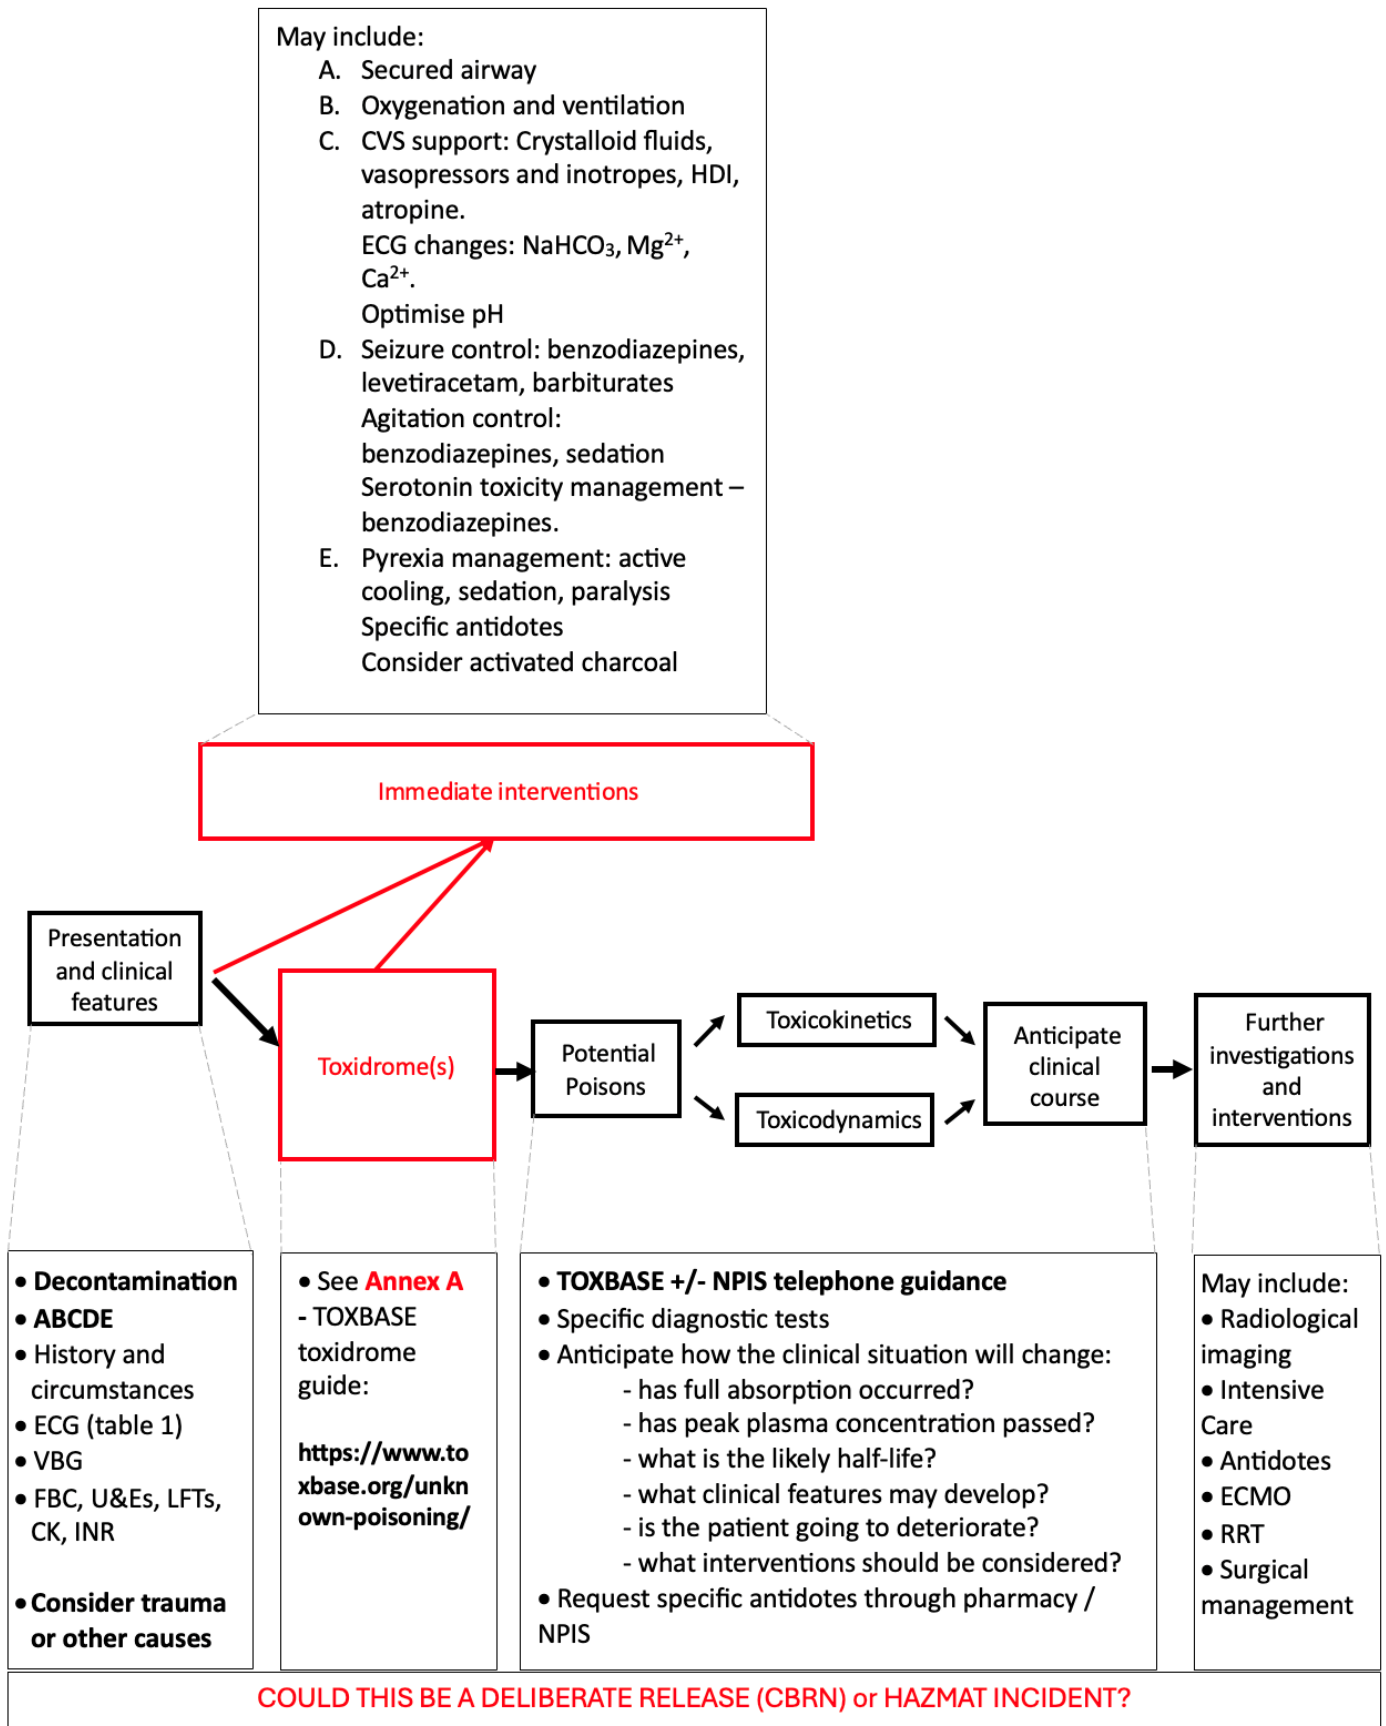 May include:
A. Secured airway
B. Oxygenation and ventilation
C. CVS support: Crystalloid fluids,
vasopressors and inotropes, HDI,
atropine.
ECG changes: NaHCO₃, Mg²⁺,
Ca²⁺.
Optimise pH
D. Seizure control: benzodiazepines,
levetiracetam, barbiturates
Agitation control:
benzodiazepines, sedation
Serotonin toxicity management –
benzodiazepines.
E. Pyrexia management: active
cooling, sedation, paralysis
Specific antidotes
Consider activated charcoal
Immediate interventions
Presentation
and clinical
features
Toxidrome(s)
Potential
Poisons
Toxicokinetics
Toxicodynamics
Anticipate
clinical
course
Further
investigations
and
interventions
• Decontamination
• ABCDE
• History and
circumstances
• ECG (table 1)
• VBG
• FBC, U&Es, LFTs,
CK, INR
• Consider trauma
or other causes
• See Annex A
- TOXBASE
toxidrome
guide:
https://www.to
xbase.org/unkn
own-poisoning/
• TOXBASE +/- NPIS telephone guidance
• Specific diagnostic tests
• Anticipate how the clinical situation will change:
- has full absorption occurred?
- has peak plasma concentration passed?
- what is the likely half-life?
- what clinical features may develop?
- is the patient going to deteriorate?
- what interventions should be considered?
• Request specific antidotes through pharmacy /
NPIS
May include:
• Radiological
imaging
• Intensive
Care
• Antidotes
• ECMO
• RRT
• Surgical
management
COULD THIS BE A DELIBERATE RELEASE (CBRN) or HAZMAT INCIDENT?